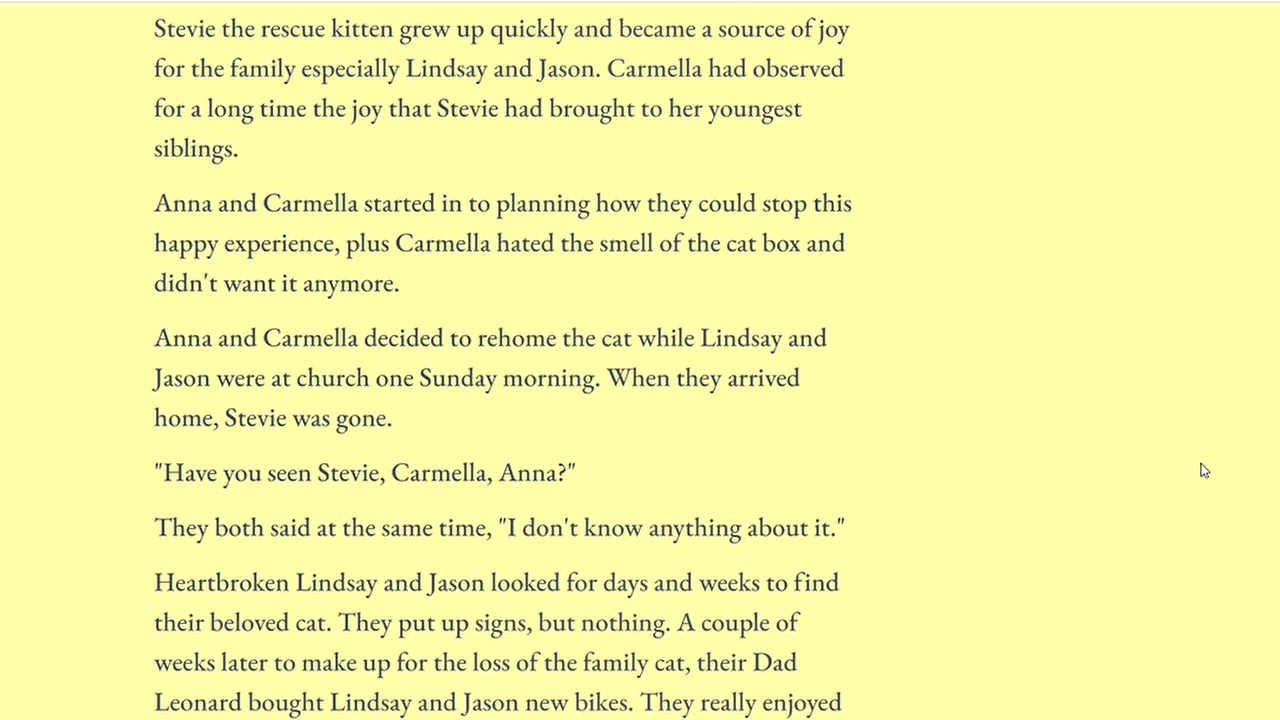 Stevie the rescue kitten grew up quickly and became a source of joy
for the family especially Lindsay and Jason. Carmella had observed
for a long time the joy that Stevie had brought to her youngest
siblings.
Anna and Carmella started in to planning how they could stop this
happy experience, plus Carmella hated the smell of the cat box and
didn't want it anymore.
Anna and Carmella decided to rehome the cat while Lindsay and
Jason were at church one Sunday morning. When they arrived
home, Stevie was gone.
"Have you seen Stevie, Carmella, Anna?"
They both said at the same time, "I don't know anything about it."
Heartbroken Lindsay and Jason looked for days and weeks to find
their beloved cat. They put up signs, but nothing. A couple of
weeks later to make up for the loss of the family cat, their Dad
Leonard bought Lindsay and Jason new bikes. They really enjoyed